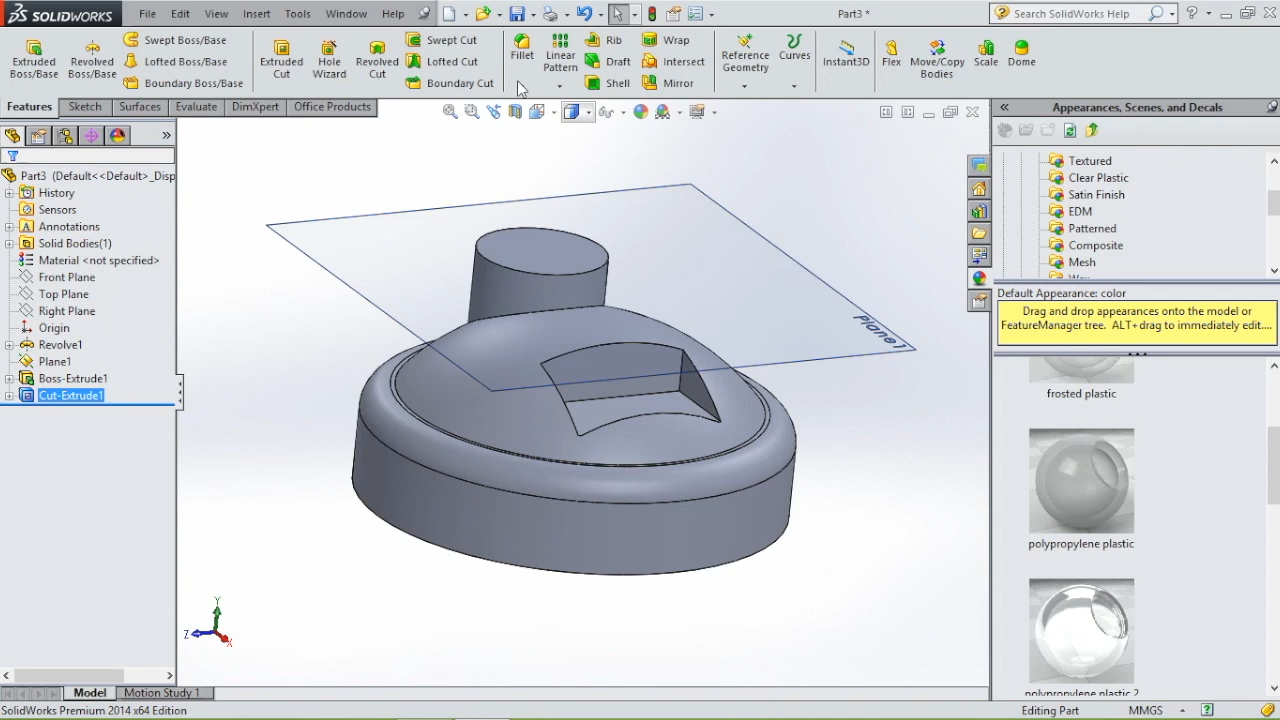 SOLIDWORKS File Edit View Insert Tools Window Help Part3 * Search SolidWorks Help
Extruded Boss/Base
Revolved Boss/Base
Swept Boss/Base
Lofted Boss/Base
Boundary Boss/Base
Extruded Cut
Hole Wizard
Revolved Cut
Swept Cut
Lofted Cut
Boundary Cut
Fillet
Linear Pattern
Rib
Draft
Shell
Wrap
Intersect
Mirror
Reference Geometry
Curves
Instant3D
Flex
Move/Copy Bodies
Scale
Dome
Features Sketch Surfaces Evaluate DimXpert Office Products
Part3 (Default<<Default>_Disp
History
Sensors
Annotations
Solid Bodies(1)
Material <not specified>
Front Plane
Top Plane
Right Plane
Origin
Revolve1
Plane1
Boss-Extrude1
Cut-Extrude1
Plane1
Y
Z
X
Appearances, Scenes, and Decals
Textured
Clear Plastic
Satin Finish
EDM
Patterned
Composite
Mesh
Default Appearance: color
Drag and drop appearances onto the model or
FeatureManager tree. ALT+drag to immediately edit....
frosted plastic
polypropylene plastic
polypropylene plastic 2
Model Motion Study 1
SolidWorks Premium 2014 x64 Edition Editing Part MMGS